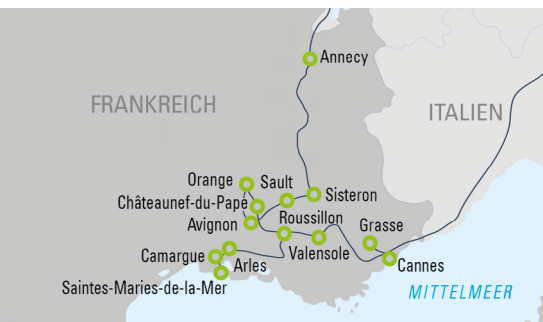 Annecy
FRANKREICH
ITALIEN
Orange
Sault
Sisteron
Châteaunef-du-Pape
Roussillon
Avignon
Grasse
Valensole
Camargue
Arles
Cannes
Saintes-Maries-de-la-Mer
MITTELMEER